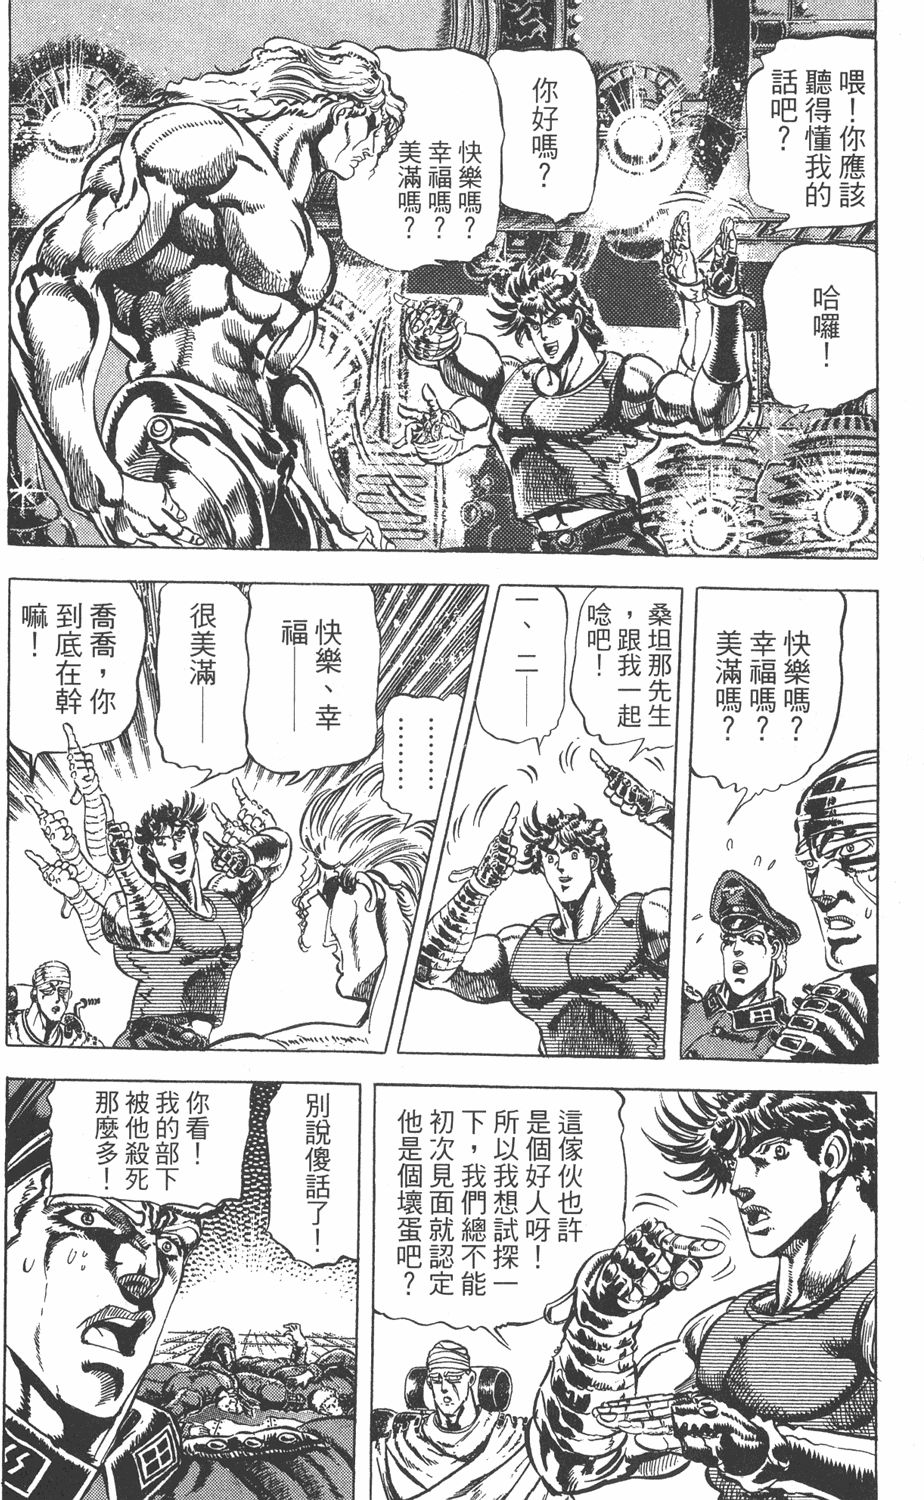 喂！你應該
聽得懂我的
話吧？
哈囉！
你好嗎？
快樂嗎？
幸福嗎？
美滿嗎？
快樂嗎？
幸福嗎？
美滿嗎？
桑坦那先生
，跟我一起
唸吧！
一、二──
………
………
快樂、幸
福──
很美滿──
喬喬，你
到底在幹
嘛！
這傢伙也許
是個好人呀！
所以我想試探一
下，我們總不能
初次見面就認定
他是個壞蛋吧？
別說傻話了！
你看！
我的部下
被他殺死
那麼多！